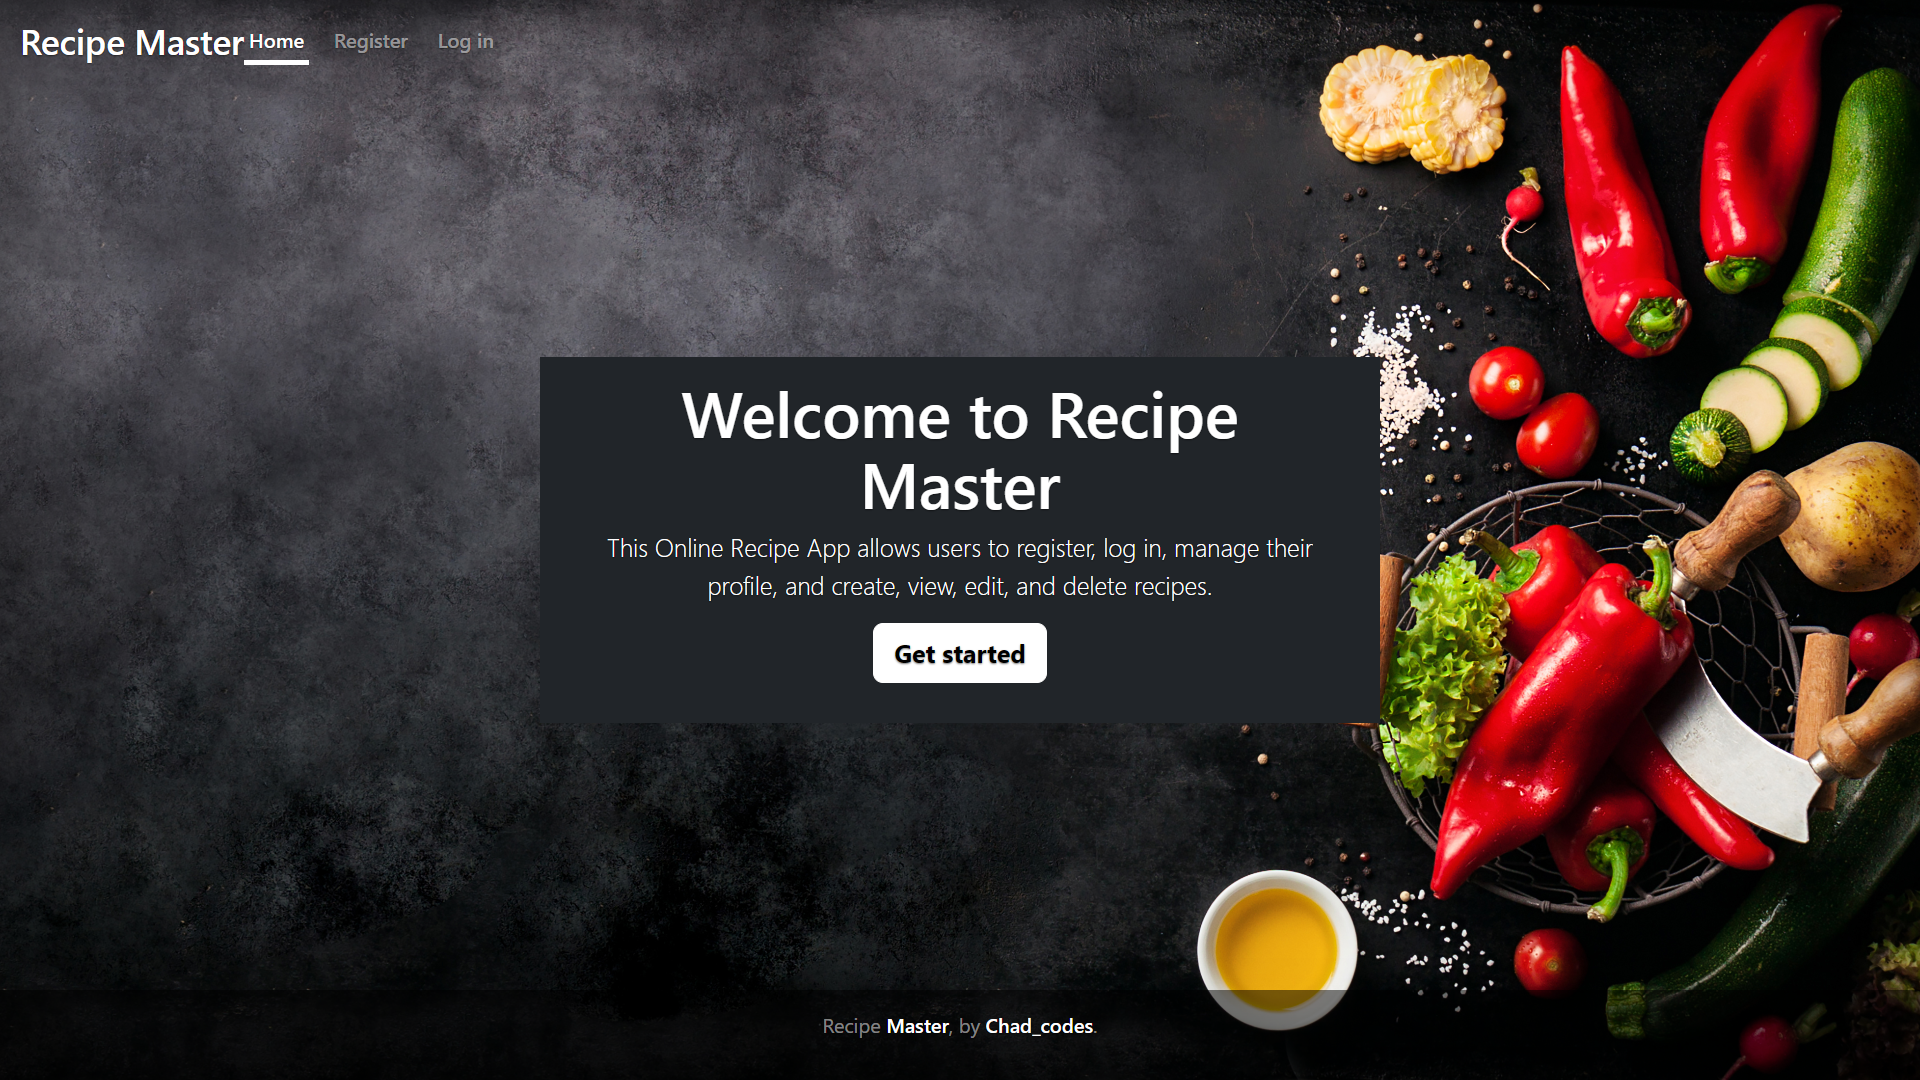 Recipe Master Home Register Log in
Welcome to Recipe
Master
This Online Recipe App allows users to register, log in, manage their
profile, and create, view, edit, and delete recipes.
Get started
Recipe Master, by Chad_codes.